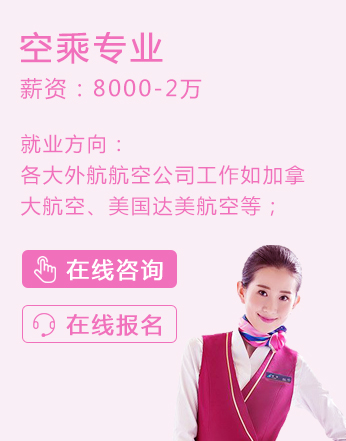 空乘专业
薪资：8000-2万
就业方向：
各大外航航空公司工作如加拿
大航空、美国达美航空等；
在线咨询
在线报名